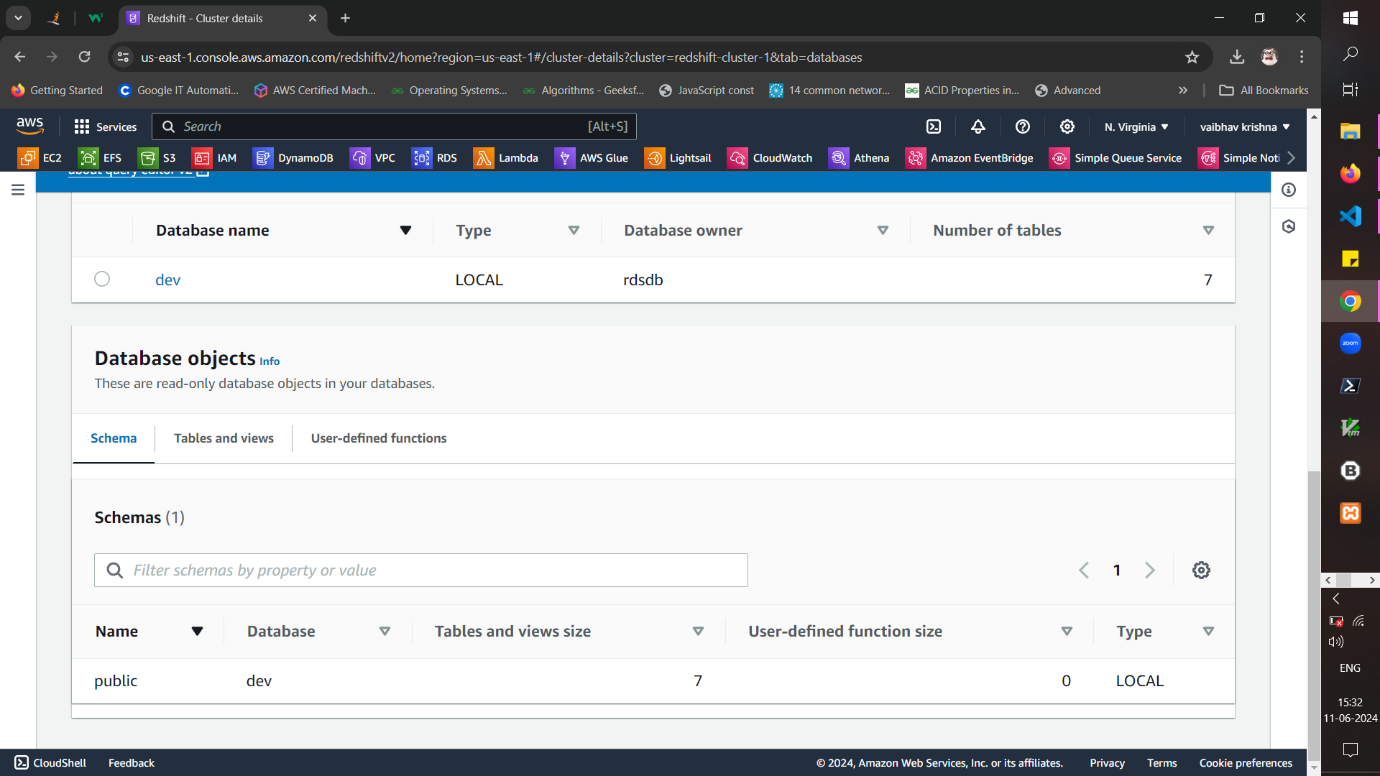 Redshift - Cluster details
us-east-1.console.aws.amazon.com/redshiftv2/home?region=us-east-1#/cluster-details?cluster=redshift-cluster-1&tab=databases
Getting Started Google IT Automati... AWS Certified Mach... Operating Systems... Algorithms - Geeksf... JavaScript const 14 common networ... ACID Properties in... Advanced » All Bookmarks
aws Services Search [Alt+S] N. Virginia vaibhav krishna
EC2 EFS S3 IAM DynamoDB VPC RDS Lambda AWS Glue Lightsail CloudWatch Athena Amazon EventBridge Simple Queue Service Simple Noti
about query editor v2
Database name Type Database owner Number of tables
dev LOCAL rdsdb 7
Database objects Info
These are read-only database objects in your databases.
Schema Tables and views User-defined functions
Schemas (1)
Filter schemas by property or value 1
Name Database Tables and views size User-defined function size Type
public dev 7 0 LOCAL
CloudShell Feedback © 2024, Amazon Web Services, Inc. or its affiliates. Privacy Terms Cookie preferences
zoom
ENG
15:32
11-06-2024